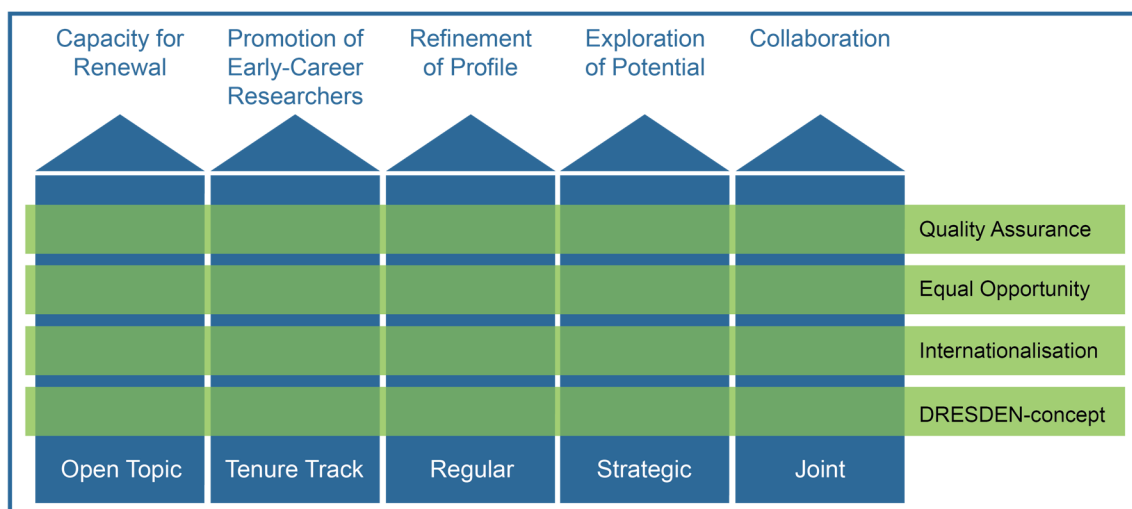 Capacity for
Renewal
Promotion of
Early-Career
Researchers
Refinement
of Profile
Exploration
of Potential
Collaboration
Quality Assurance
Equal Opportunity
Internationalisation
DRESDEN-concept
Open Topic
Tenure Track
Regular
Strategic
Joint